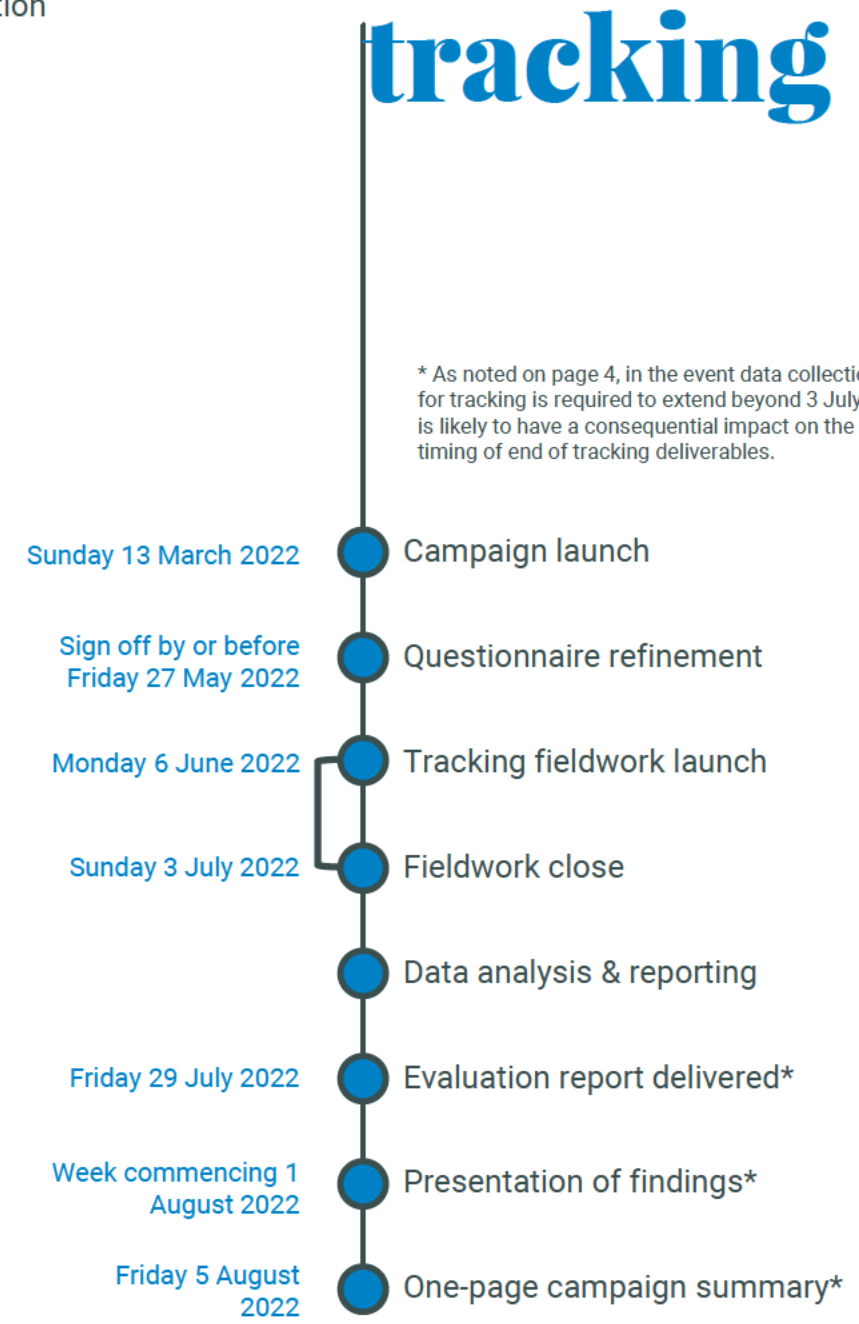 tracking
* As noted on page 4, in the event data
for tracking is required to extend beyond 3 July
is likely to have a consequential impact on the
timing of end of tracking deliverables.
Sunday 13 March 2022
Campaign launch
Sign off by or before
Friday 27 May 2022
Questionnaire refinement
Monday 6 June 2022
Tracking fieldwork launch
Sunday 3 July 2022
Fieldwork close
Data analysis & reporting
Friday 29 July 2022
Evaluation report delivered*
Week commencing 1
August 2022
Presentation of findings*
Friday 5 August
2022
One-page campaign summary*